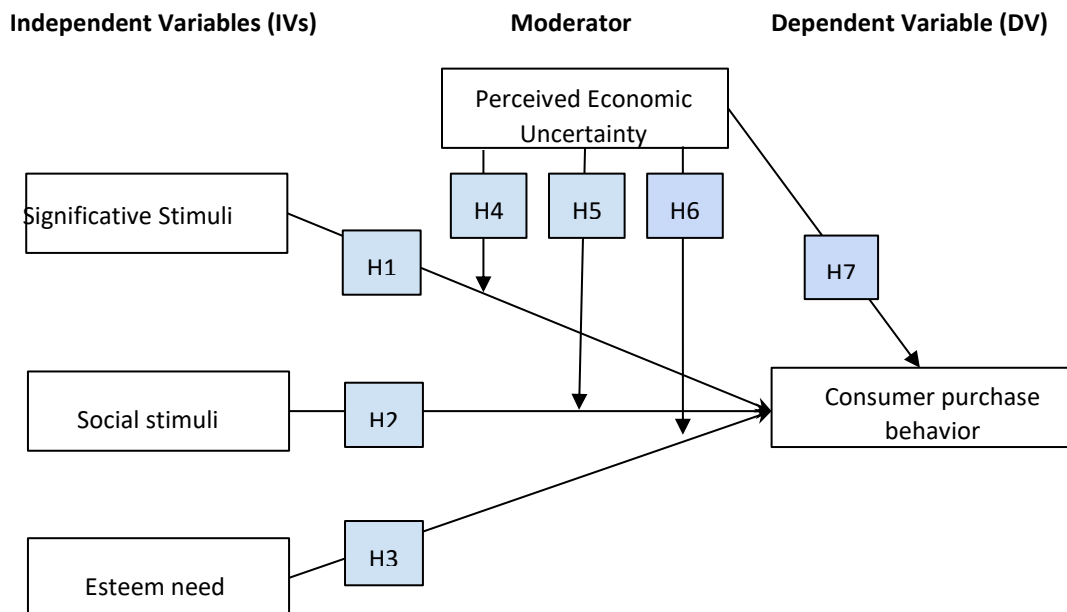 Independent Variables (IVs)
Moderator
Dependent Variable (DV)
Perceived Economic
Uncertainty
Significative Stimuli
H4
H5
H6
H1
H7
Social stimuli
H2
Consumer purchase
behavior
H3
Esteem need